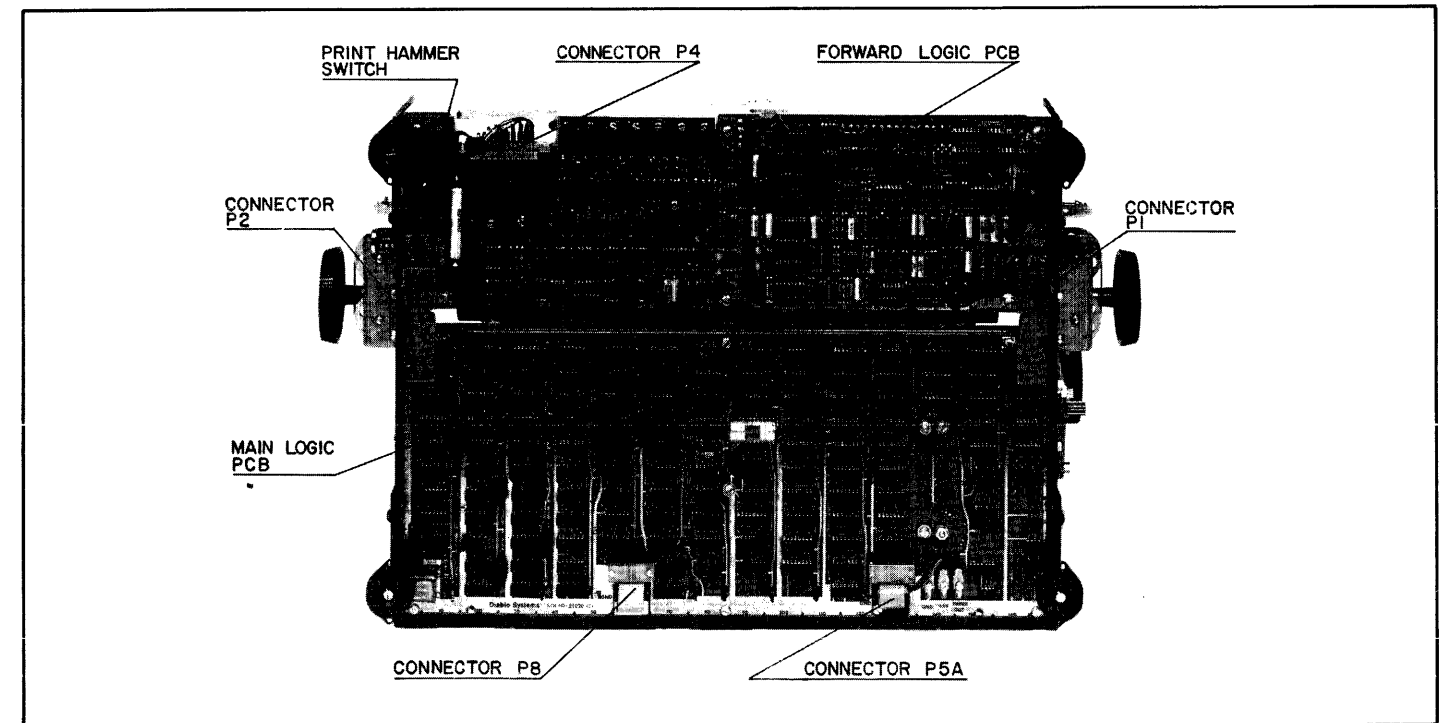 PRINT HAMMER
SWITCH
CONNECTOR P4
FORWARD LOGIC PCB
CONNECTOR
P2
CONNECTOR
P1
MAIN LOGIC
PCB
Diablo Systems
CONNECTOR P8
CONNECTOR P5A